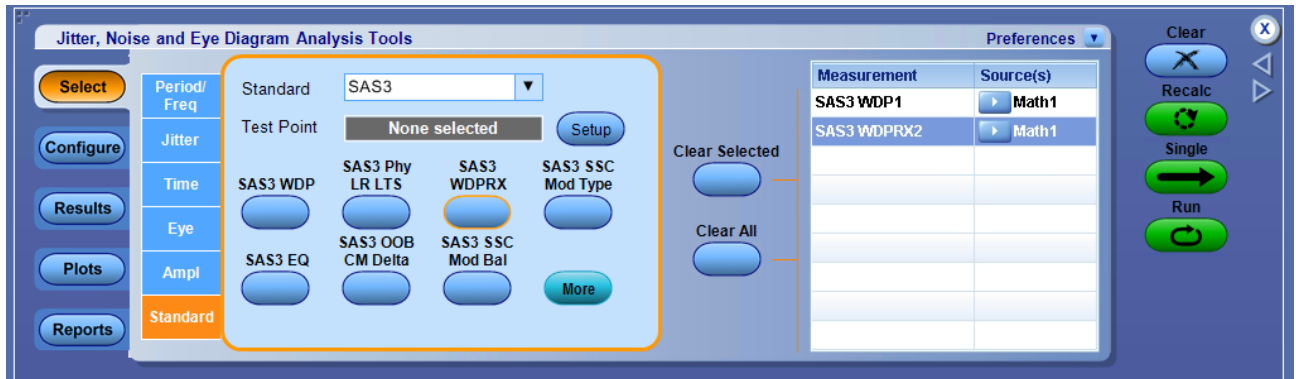 Jitter, Noise and Eye Diagram Analysis Tools
Preferences
Clear
X
Select
Configure
Results
Plots
Reports
Period/
Freq
Jitter
Time
Eye
Ampl
Standard
Standard
SAS3
Test Point
None selected
Setup
SAS3 WDP
SAS3 Phy
LR LTS
SAS3
WDPRX
SAS3 SSC
Mod Type
SAS3 EQ
SAS3 OOB
CM Delta
SAS3 SSC
Mod Bal
More
Clear Selected
Clear All
Measurement
Source(s)
SAS3 WDP1
Math1
SAS3 WDPRX2
Math1
Recalc
Single
Run